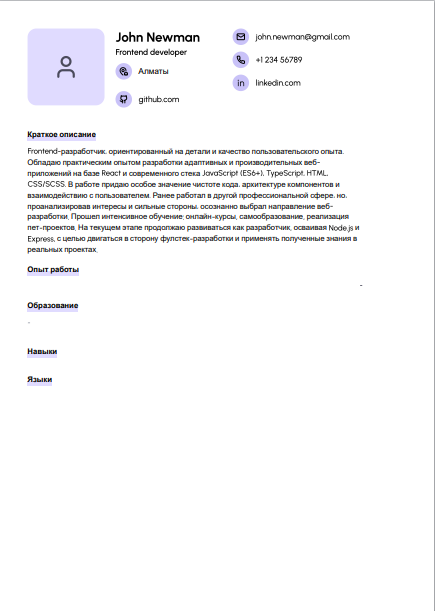 John Newman
Frontend developer
Алматы
github.com
john.newman@gmail.com
+1 234 56789
linkedin.com
Краткое описание
Frontend-разработчик, ориентированный на детали и качество пользовательского опыта.
Обладаю практическим опытом разработки адаптивных и производительных веб-
приложений на базе React и современного стека JavaScript (ES6+), TypeScript, HTML,
CSS/SCSS. В работе придаю особое значение чистоте кода, архитектуре компонентов и
взаимодействию с пользователем. Ранее работал в другой профессиональной сфере, но,
проанализировав интересы и сильные стороны, осознанно выбрал направление веб-
разработки. Прошел интенсивное обучение: онлайн-курсы, самообразование, реализация
пет-проектов. На текущем этапе продолжаю развиваться как разработчик, осваивая Node.js и
Express, с целью двигаться в сторону фулстек-разработки и применять полученные знания в
реальных проектах.
Опыт работы
-
Образование
-
Навыки
Языки